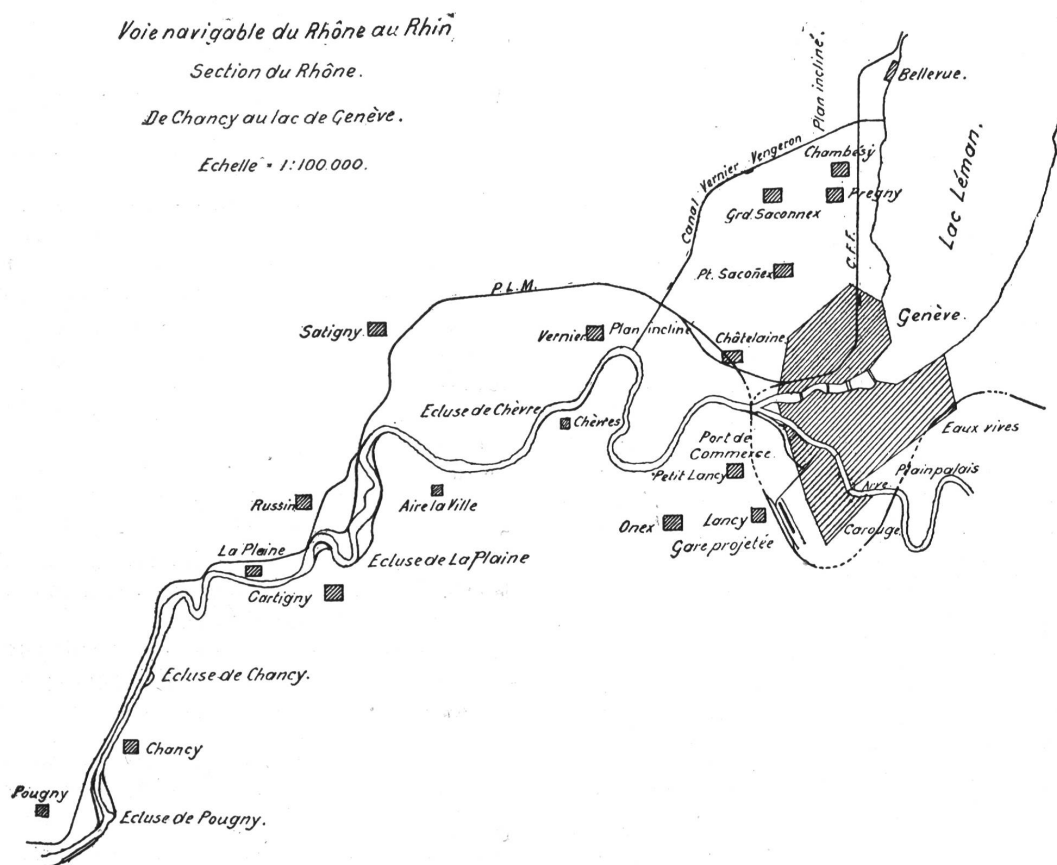 Voie navigable du Rhône au Rhin
Section du Rhône.
De Chancy au lac de Genève.
Echelle = 1:100.000.
Plan incliné.
Bellevue.
Canal Vernier Vengeron
Chambésy
Pregny
Grd. Saconnex
Lac Léman.
C.F.F.
Pt. Saconex
P.L.M.
Genève.
Satigny
Vernier
Plan incliné
Châtelaine
Ecluse de Chèvre
Chèvres
Eaux vives
Port de
Commerce.
Plainpalais
Petit Lancy
Arve
Russin
Aire la Ville
Onex
Lancy
Carouge
Gare projetée
La Plaine
Ecluse de La Plaine
Cartigny
Ecluse de Chancy.
Chancy
Pougny
Ecluse de Pougny.